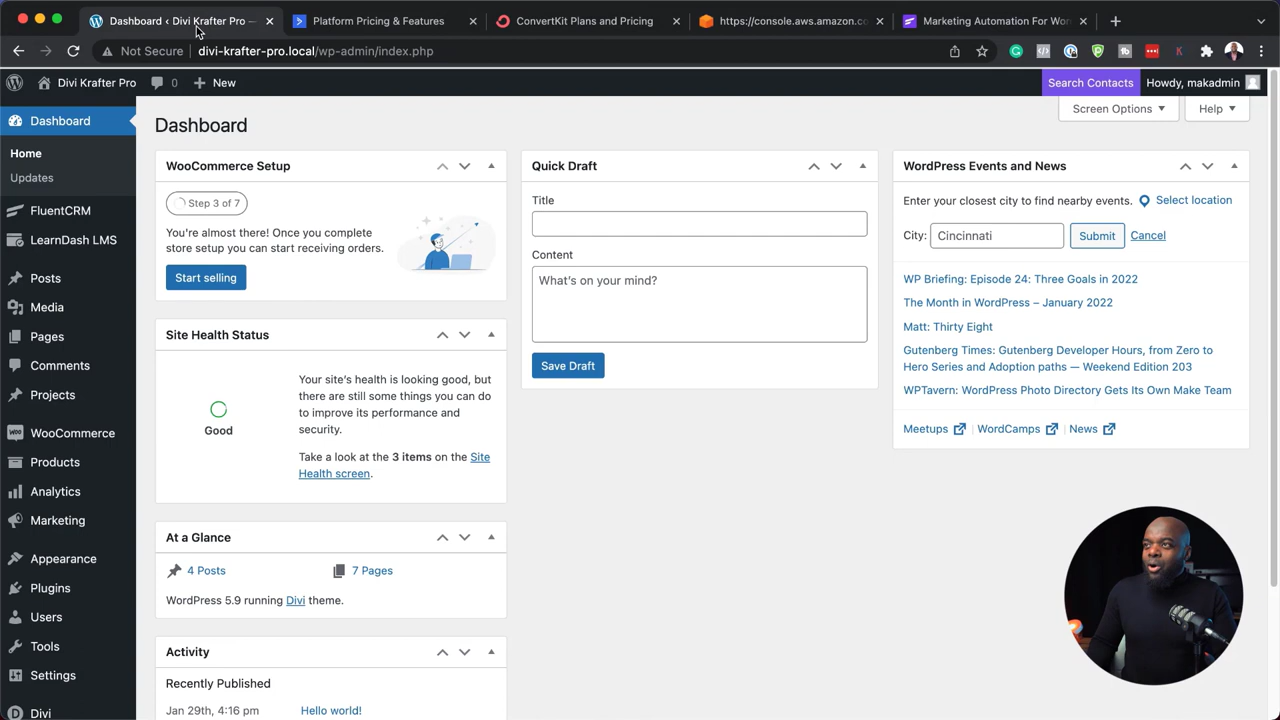 Dashboard ‹ Divi Krafter Pro —
Platform Pricing & Features
ConvertKit Plans and Pricing
https://console.aws.amazon.co
Marketing Automation For Wor
Not Secure
divi-krafter-pro.local/wp-admin/index.php
Divi Krafter Pro
0
New
Search Contacts
Howdy, makadmin
Dashboard
Home
Updates
FluentCRM
LearnDash LMS
Posts
Media
Pages
Comments
Projects
WooCommerce
Products
Analytics
Marketing
Appearance
Plugins
Users
Tools
Settings
Divi
Screen Options
Help
Dashboard
WooCommerce Setup
Step 3 of 7
You're almost there! Once you complete
store setup you can start receiving orders.
Start selling
Site Health Status
Good
Your site's health is looking good, but
there are still some things you can do
to improve its performance and
security.
Take a look at the 3 items on the Site
Health screen.
At a Glance
4 Posts
7 Pages
WordPress 5.9 running Divi theme.
Activity
Recently Published
Jan 29th, 4:16 pm
Hello world!
Quick Draft
Title
Content
What's on your mind?
Save Draft
WordPress Events and News
Enter your closest city to find nearby events.
Select location
City:
Cincinnati
Submit
Cancel
WP Briefing: Episode 24: Three Goals in 2022
The Month in WordPress – January 2022
Matt: Thirty Eight
Gutenberg Times: Gutenberg Developer Hours, from Zero to
Hero Series and Adoption paths — Weekend Edition 203
WPTavern: WordPress Photo Directory Gets Its Own Make Team
Meetups | WordCamps | News